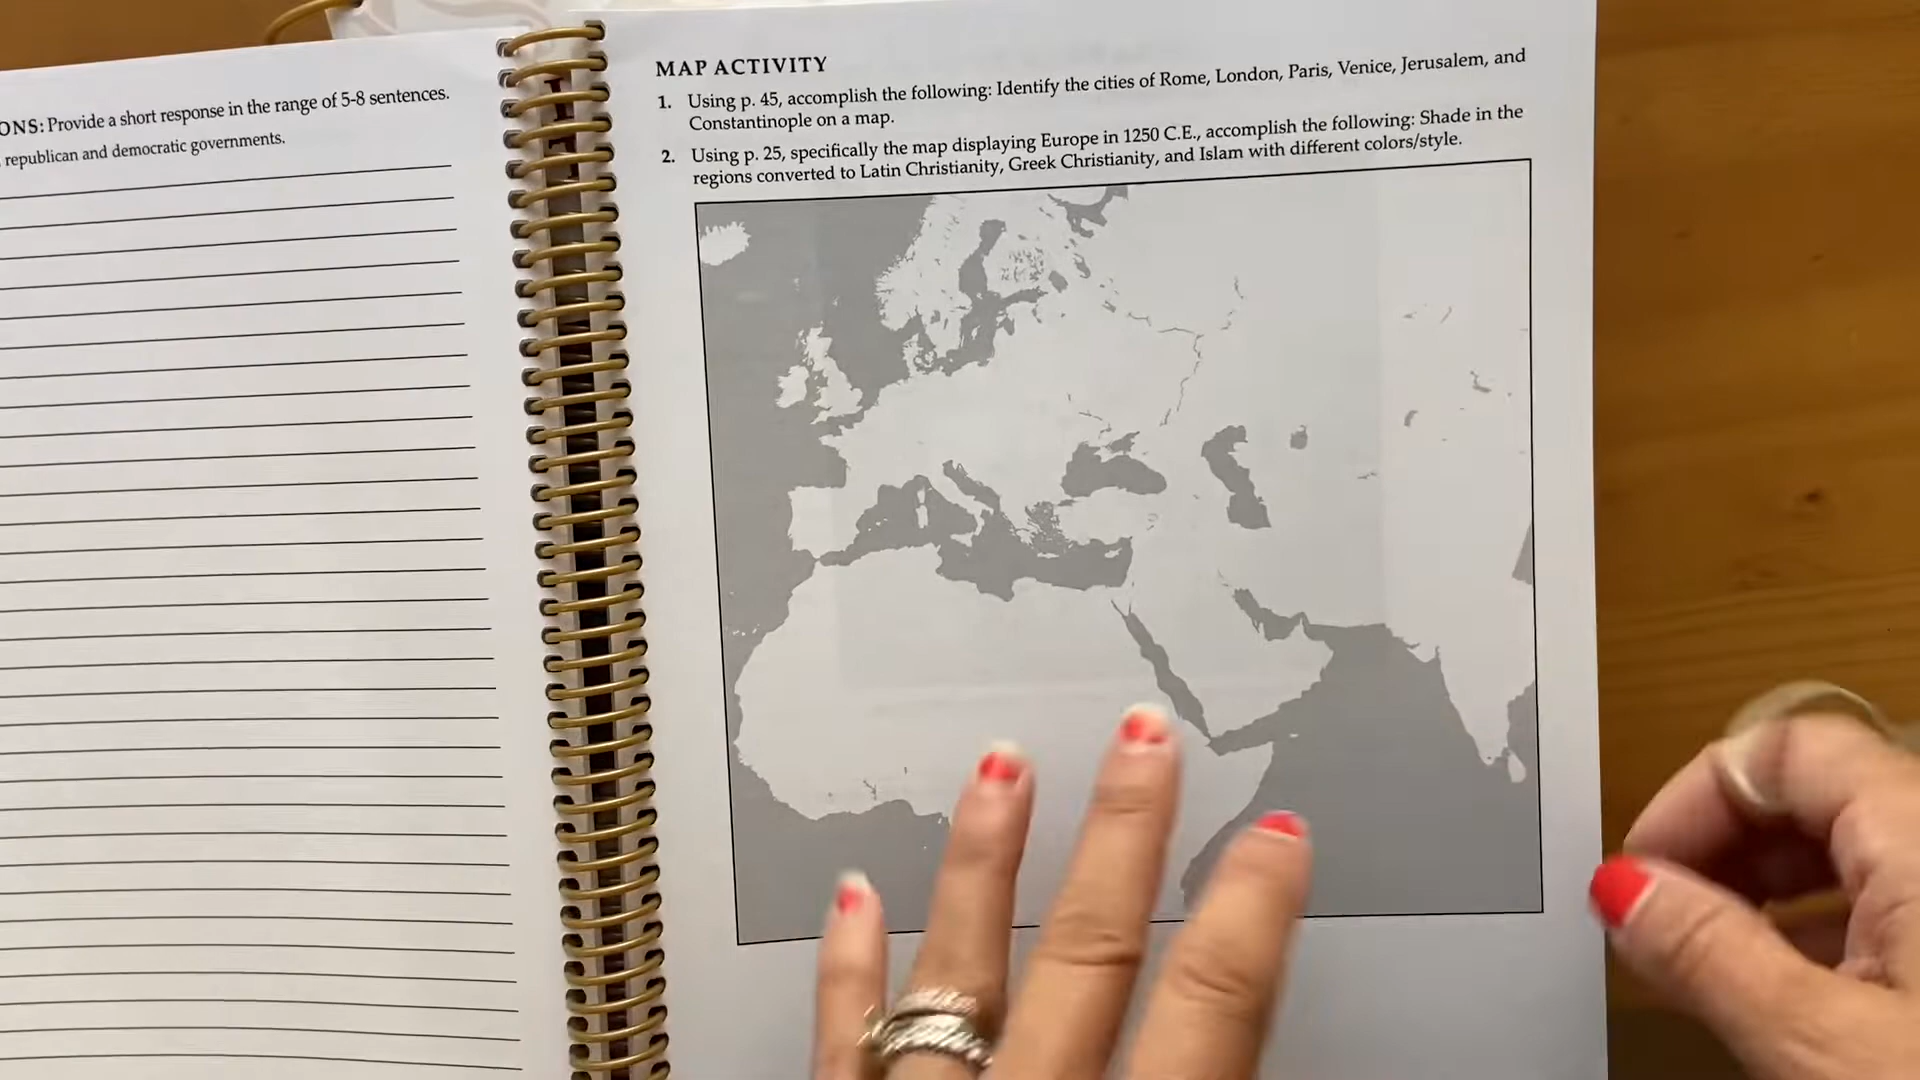 ONS: Provide a short response in the range of 5-8 sentences.
republican and democratic governments.
MAP ACTIVITY
1. Using p. 45, accomplish the following: Identify the cities of Rome, London, Paris, Venice, Jerusalem, and
Constantinople on a map.
2. Using p. 25, specifically the map displaying Europe in 1250 C.E., accomplish the following: Shade in the
regions converted to Latin Christianity, Greek Christianity, and Islam with different colors/style.